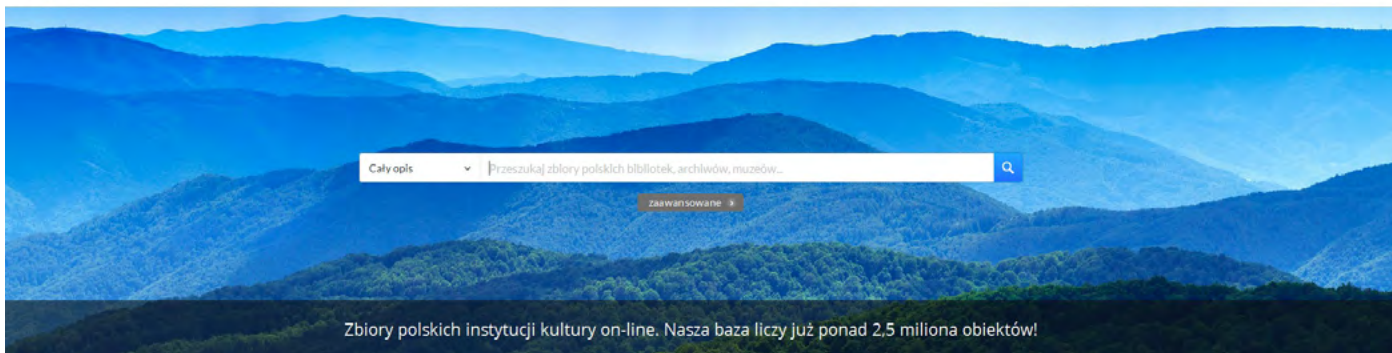 Cały opis
Przeszukaj zbiory polskich bibliotek, archiwów, muzeów...
zaawansowane
Zbiory polskich instytucji kultury on-line. Nasza baza liczy już ponad 2,5 miliona obiektów!